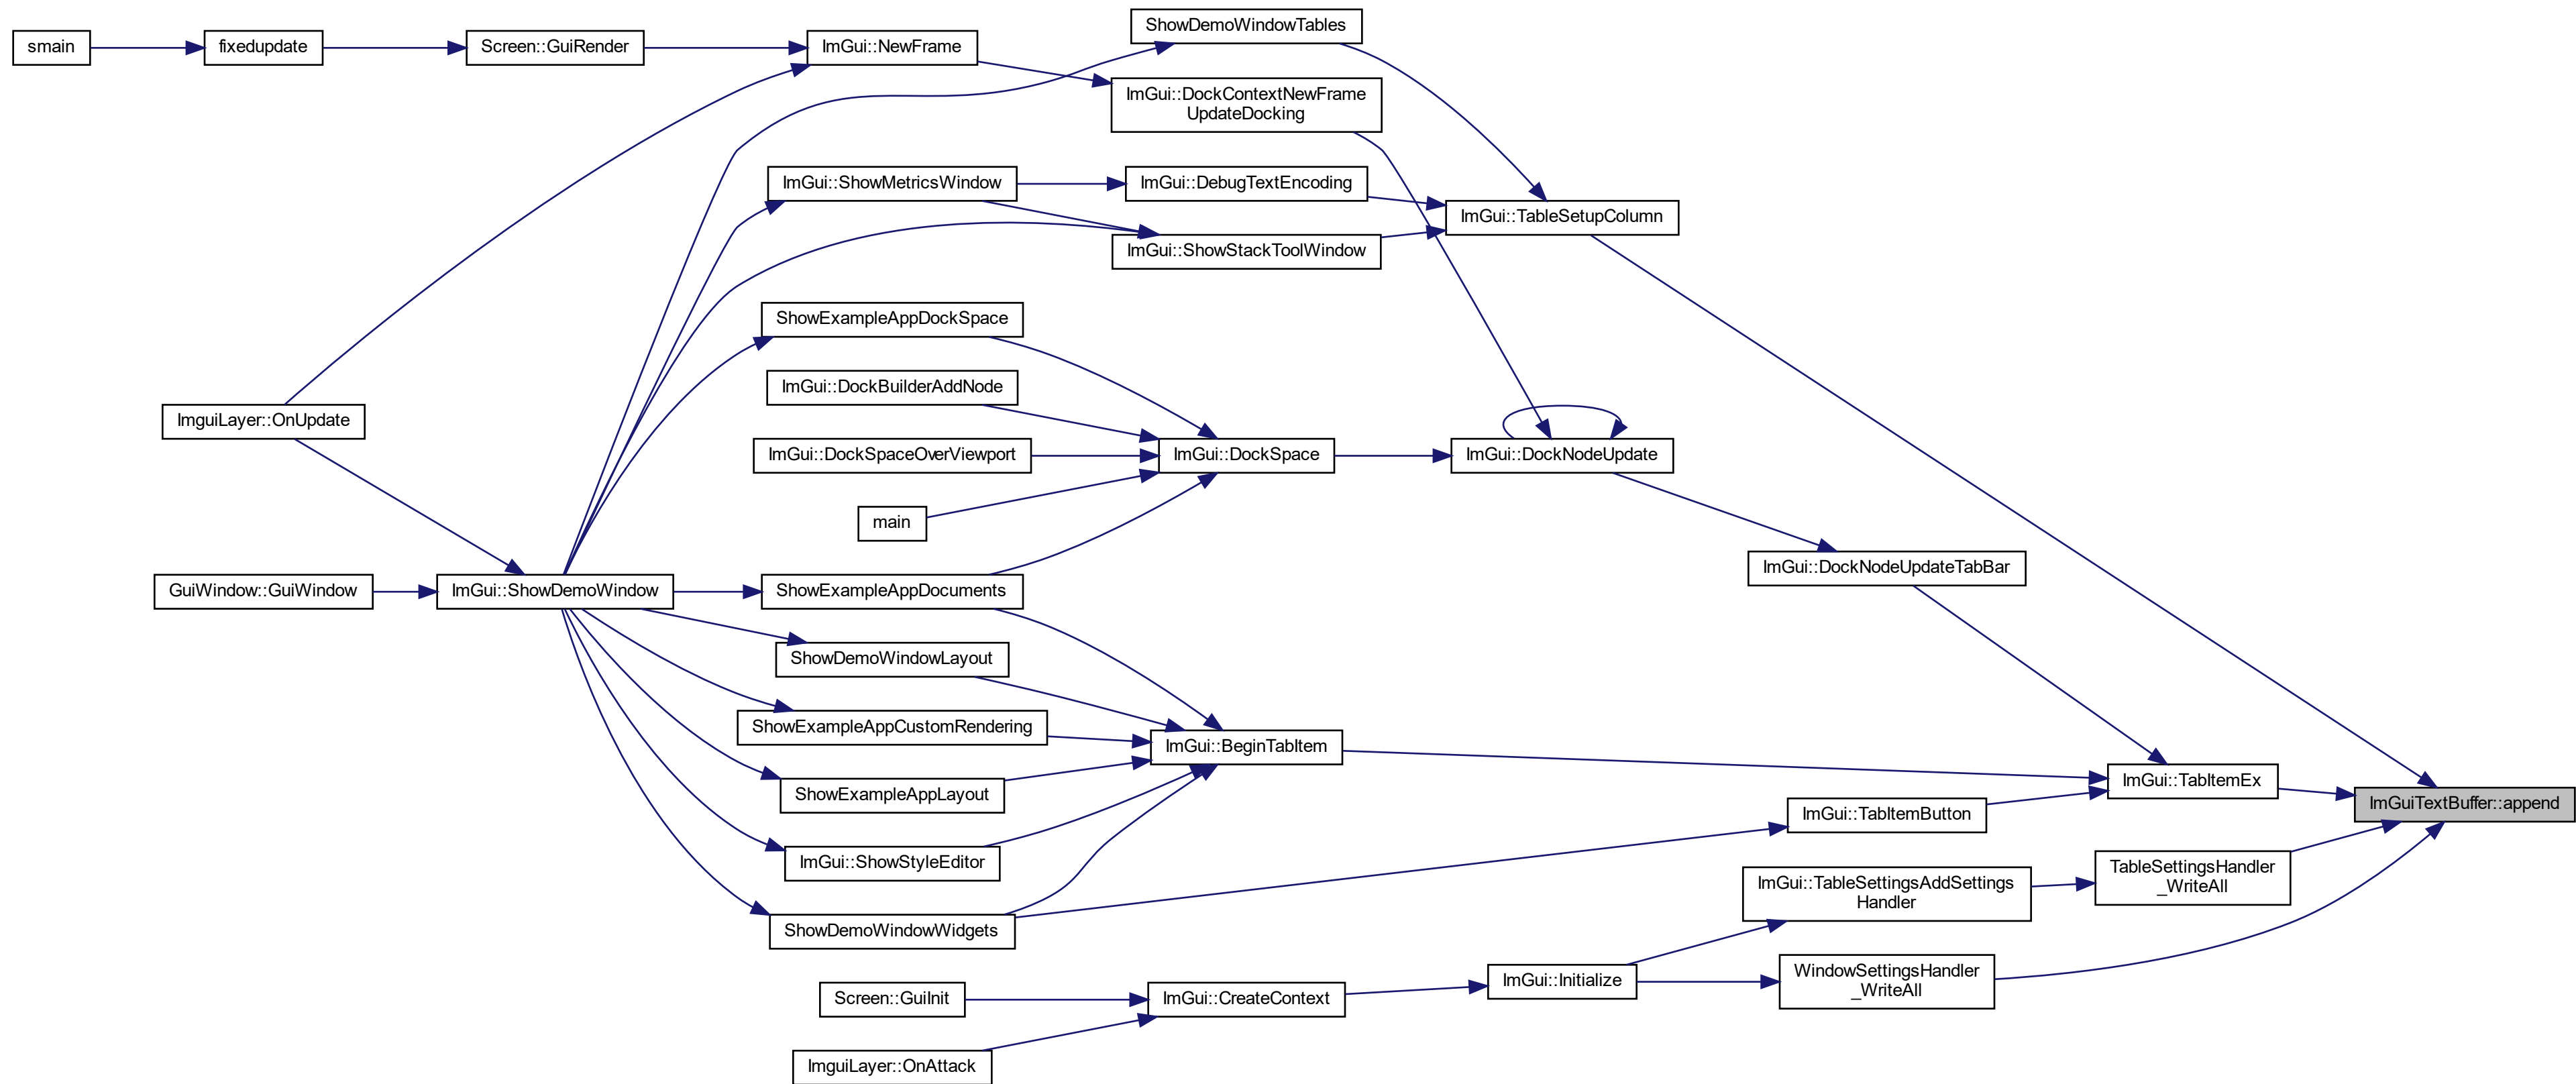 smain
fixedupdate
Screen::GuiRender
ImGui::NewFrame
ShowDemoWindowTables
ImGui::DockContextNewFrame
UpdateDocking
ImGui::ShowMetricsWindow
ImGui::DebugTextEncoding
ImGui::TableSetupColumn
ImGui::ShowStackToolWindow
ShowExampleAppDockSpace
ImGui::DockBuilderAddNode
ImguiLayer::OnUpdate
ImGui::DockSpaceOverViewport
ImGui::DockSpace
ImGui::DockNodeUpdate
main
ImGui::DockNodeUpdateTabBar
GuiWindow::GuiWindow
ImGui::ShowDemoWindow
ShowExampleAppDocuments
ShowDemoWindowLayout
ShowExampleAppCustomRendering
ImGui::BeginTabItem
ShowExampleAppLayout
ImGui::TabItemEx
ImGuiTextBuffer::append
ImGui::TabItemButton
ImGui::ShowStyleEditor
TableSettingsHandler
_WriteAll
ImGui::TableSettingsAddSettings
Handler
ShowDemoWindowWidgets
WindowSettingsHandler
_WriteAll
ImGui::Initialize
Screen::GuiInit
ImGui::CreateContext
ImguiLayer::OnAttack